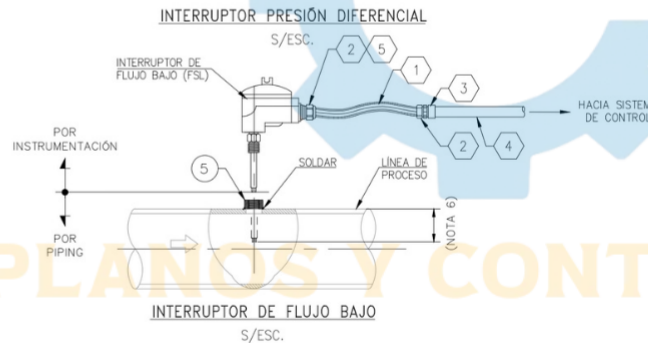 INTERRUPTOR PRESIÓN DIFERENCIAL
S/ESC.
2
5
1
3
INTERRUPTOR DE
FLUJO BAJO (FSL)
HACIA SISTEMA
DE CONTROL
2
4
POR
INSTRUMENTACIÓN
5
SOLDAR
LÍNEA DE
PROCESO
(NOTA 6)
POR
PIPING
PLANOS Y CONT
INTERRUPTOR DE FLUJO BAJO
S/ESC.